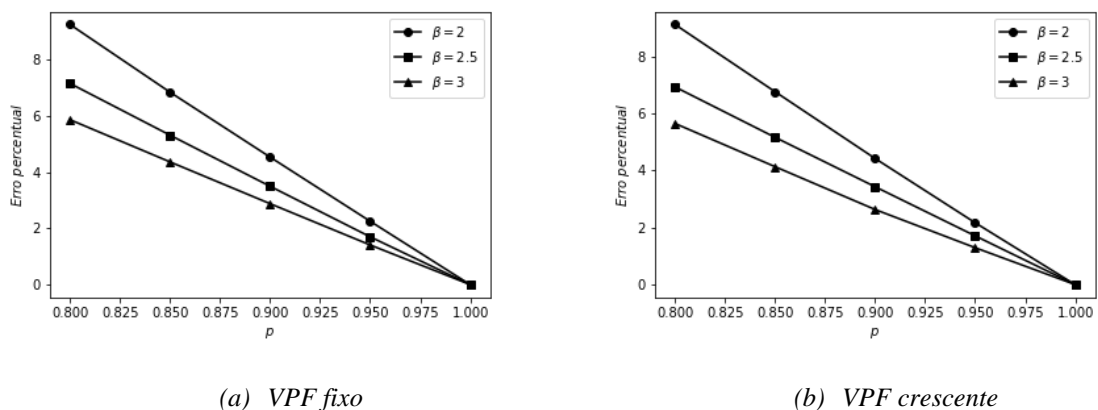 β = 2
β = 2.5
β = 3
8
6
4
2
0
Erro percentual
0.800 0.825 0.850 0.875 0.900 0.925 0.950 0.975 1.000
p
(a) VPF fixo
β = 2
β = 2.5
β = 3
8
6
4
2
0
Erro percentual
0.800 0.825 0.850 0.875 0.900 0.925 0.950 0.975 1.000
p
(b) VPF crescente